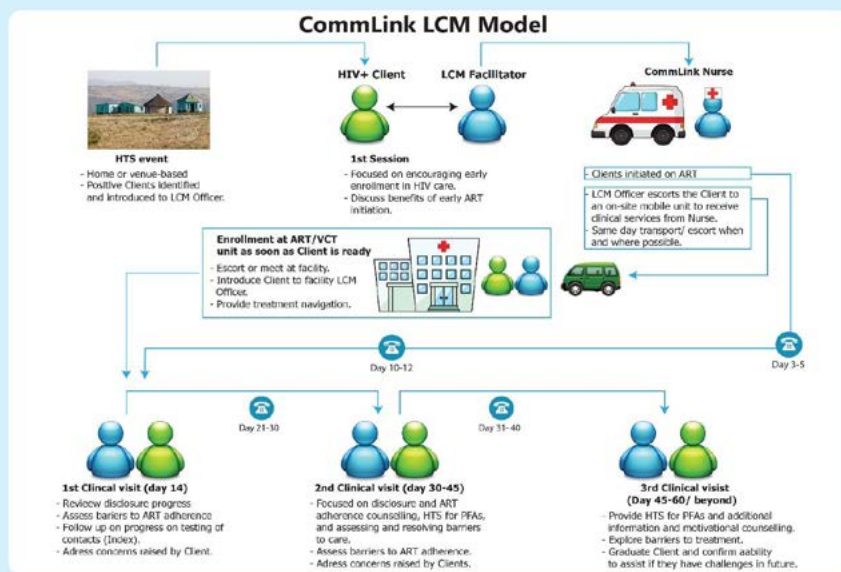 CommLink LCM Model
HIV+ Client
LCM Facilitator
CommLink Nurse
HTS event
- Home or venue-based
- Positive Clients identified
and introduced to LCM Officer.
1st Session
- Focused on encouraging early
enrollment in HIV care.
- Discuss benefits of early ART
initiation.
- Clients initiated on ART
- LCM Officer escorts the Client to
an on-site mobile unit to receive
clinical services from Nurse.
- Same day transport/ escort when
and where possible.
Enrollment at ART/VCT
unit as soon as Client is ready
- Escort or meet at facility.
- Introduce Client to facility LCM
Officer.
- Provide treatment navigation.
Day 10-12
Day 3-5
Day 21-30
Day 31-40
1st Clincal visit (day 14)
- Reviedw disclosure progress
- Assess bariers to ART adherence
- Follow up on progress on testing of
contacts (Index).
- Adress concerns raised by Client.
2nd Clinical visit (day 30-45)
- Focused on disclosure and ART
adherence counselling, HTS for PFAs,
and assessing and resolving barriers
to care.
- Assess barriers to ART adherence.
- Adress concerns raised by Clients.
3rd Clinical visist
(Day 45-60/ beyond)
- Provide HTS for PFAs and additional
information and motivational counselling.
- Explore barriers to treatment.
- Graduate Client and confirm aability
to assist if they have challenges in future.